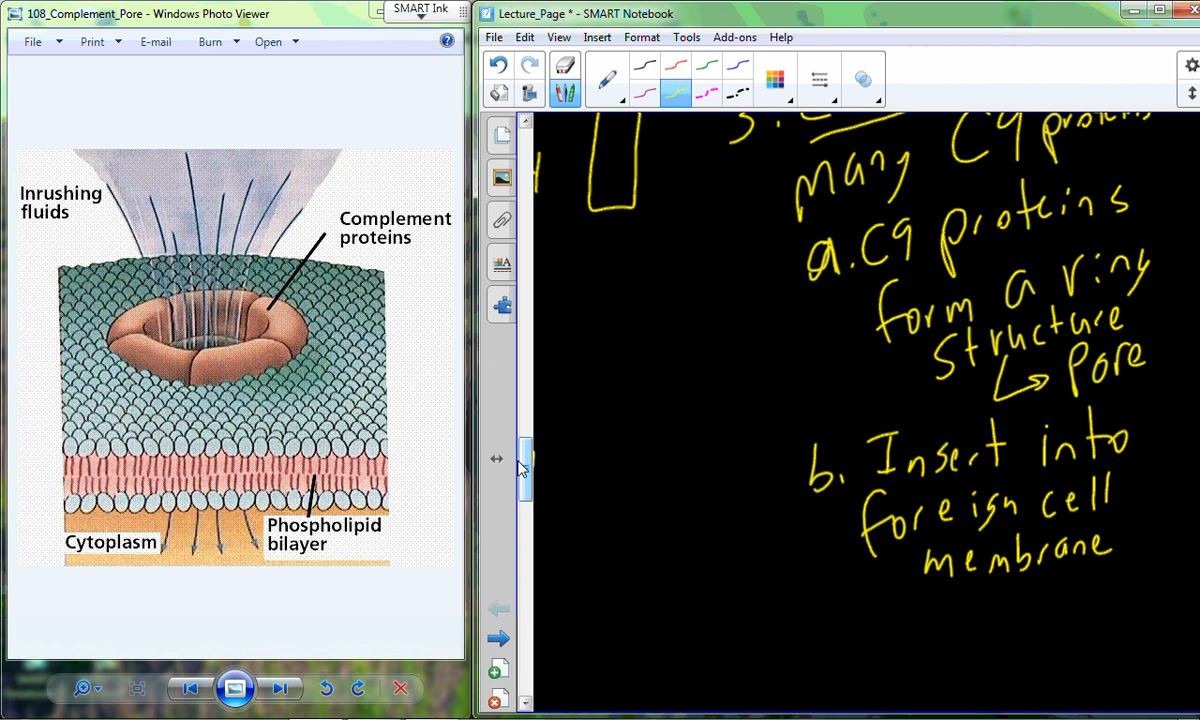 108_Complement_Pore - Windows Photo Viewer
SMART Ink
File Print E-mail Burn Open
Inrushing
fluids
Complement
proteins
Phospholipid
bilayer
Cytoplasm
Lecture_Page * - SMART Notebook
File Edit View Insert Format Tools Add-ons Help
3.
many C9 proteins
a. C9 proteins
form a ring
structure
↳ Pore
b. Insert into
foreign cell
membrane